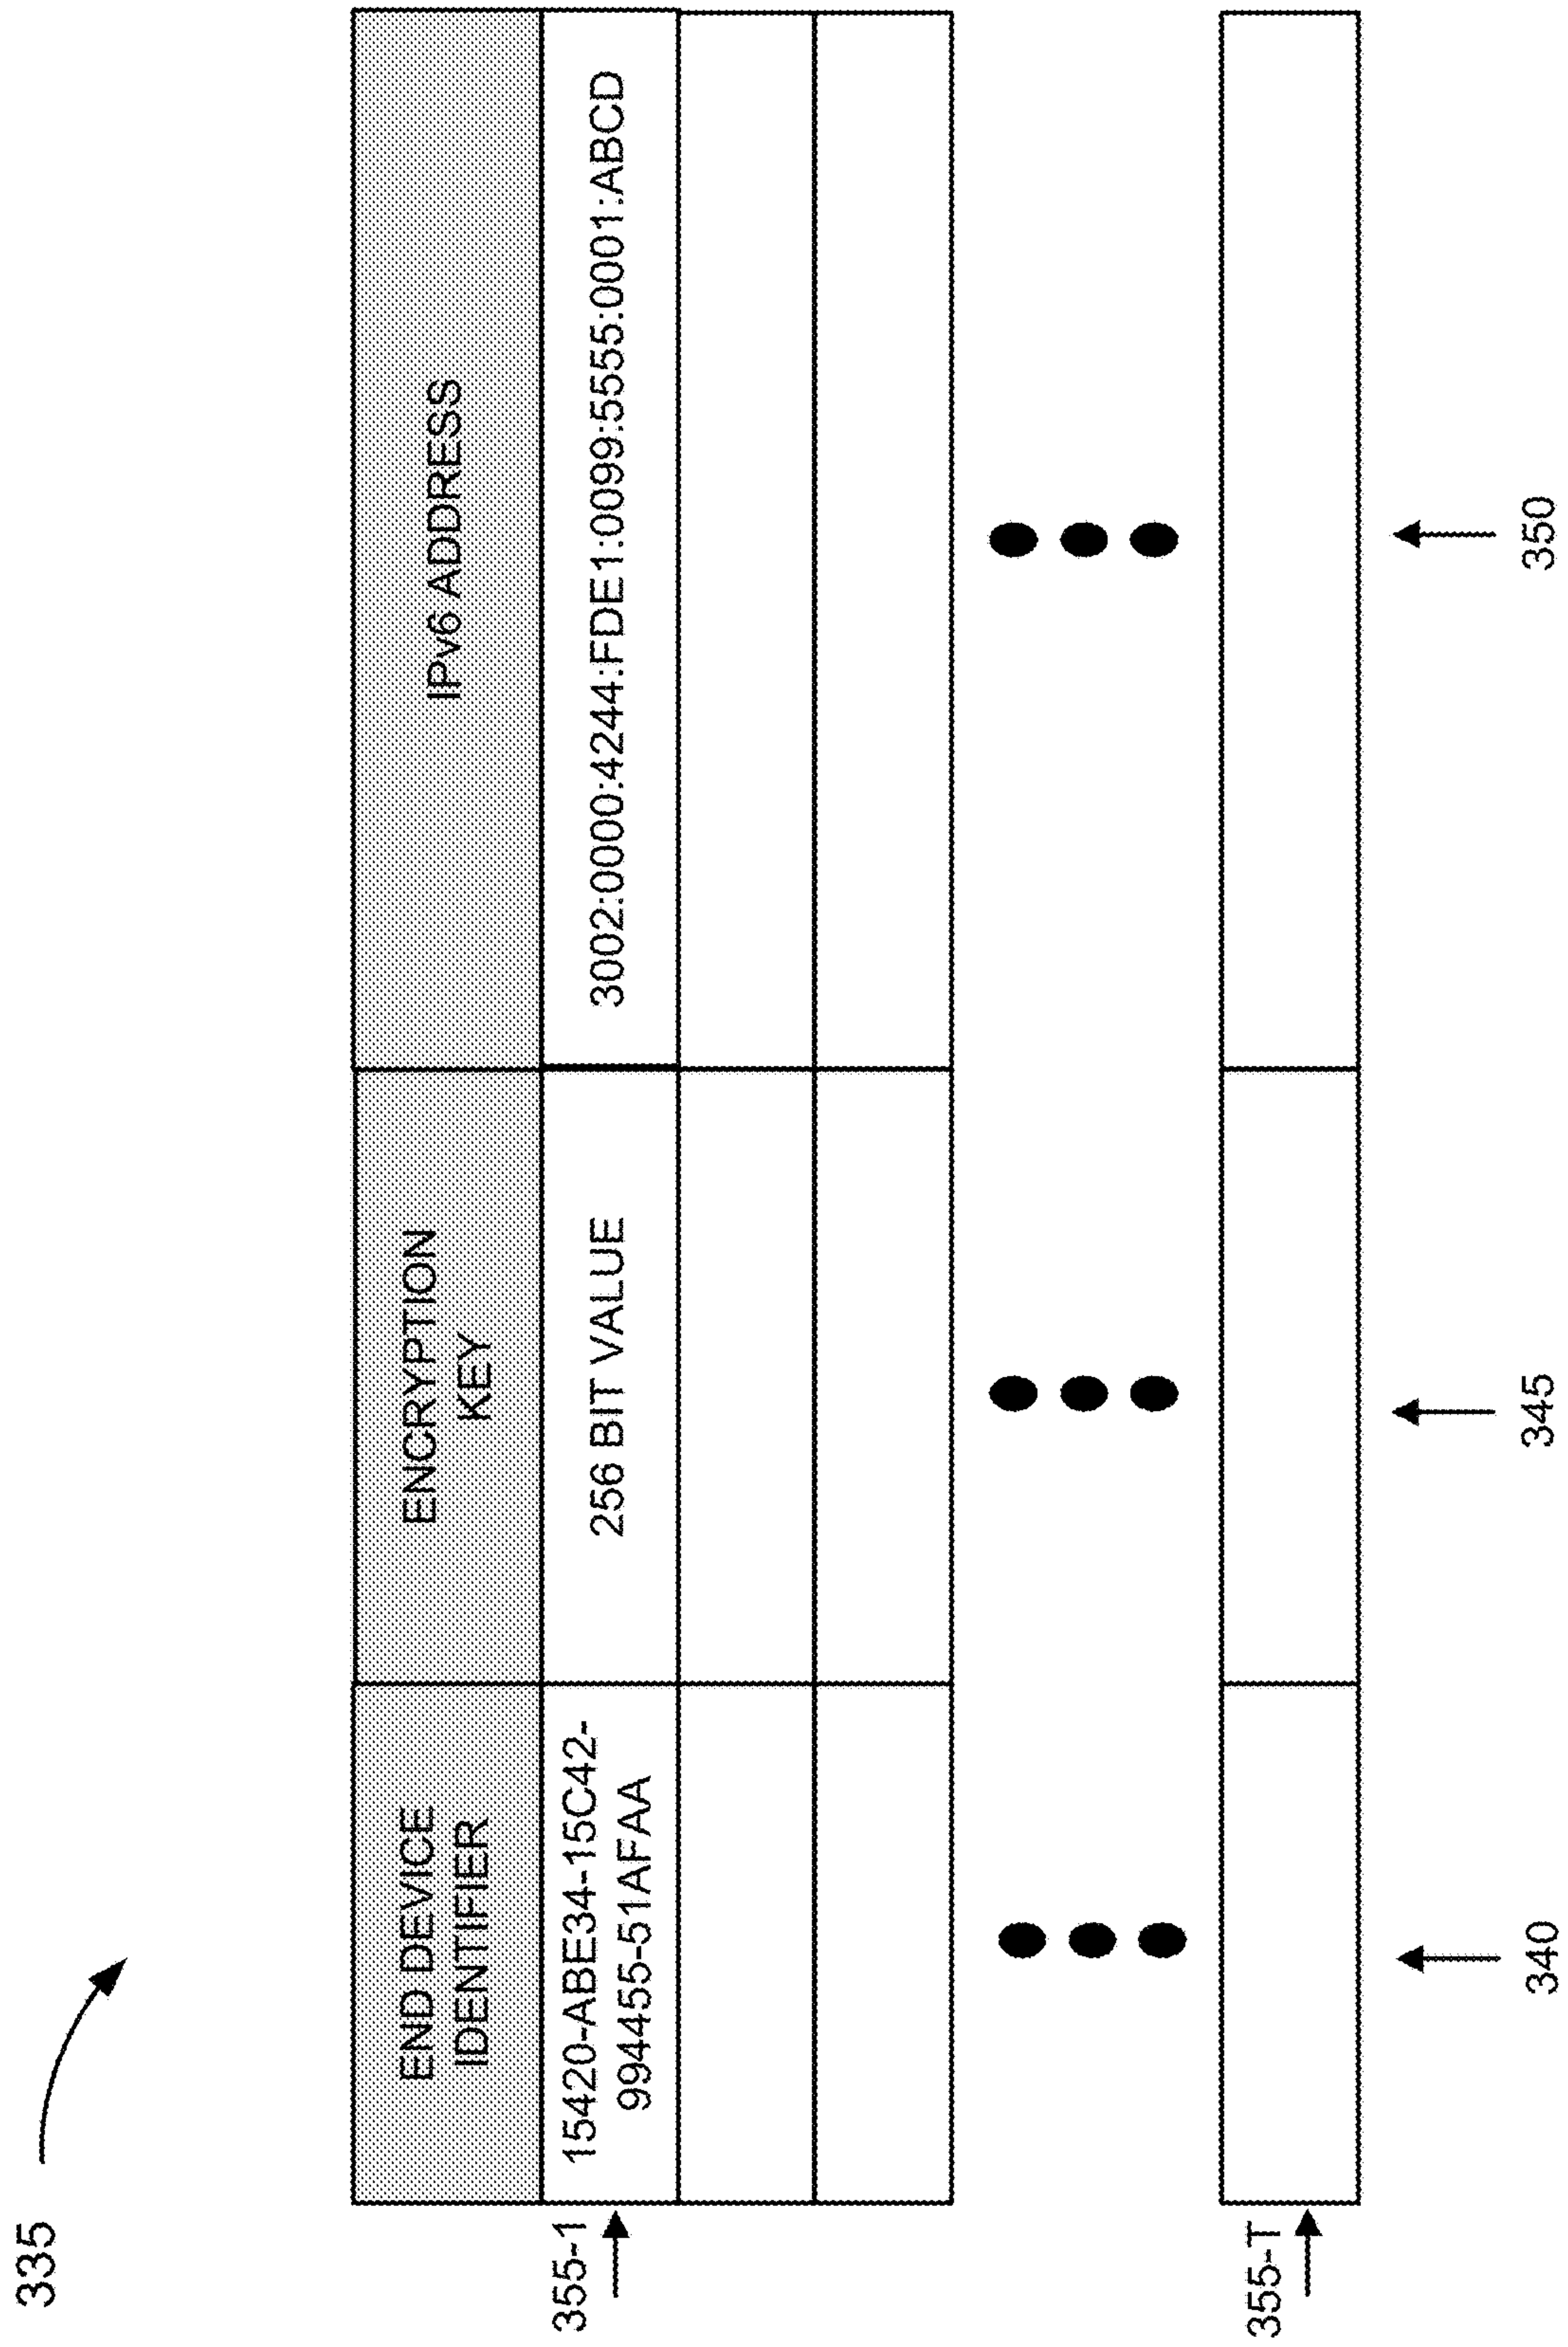 335
END DEVICE
IDENTIFIER
ENCRYPTION
KEY
IPv6 ADDRESS
355-1
15420-ABE34-15C42-
994455-51AFAA
256 BIT VALUE
3002:0000:4244:FDE1:0099:5555:0001:ABCD
355-T
340
345
350